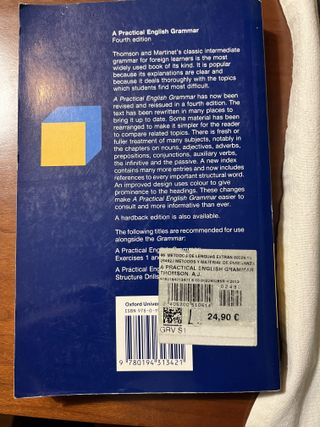 A Practical English Grammar
Fourth edition
Thomson and Martinet's classic intermediate
grammar for foreign learners is the most
widely used book of its kind. It is popular
because its explanations are clear and
because it deals thoroughly with the topics
which students find most difficult.
A Practical English Grammar has now been
revised and reissued in a fourth edition. The
text has been rewritten in many places to
bring it up to date. Some material has been
rearranged to make it simpler for the reader
to compare related topics. There is fresh or
fuller treatment of many subjects, notably in
the chapters on nouns, adjectives, adverbs,
prepositions, conjunctions, auxiliary verbs,
the infinitive and passive. A new index
contains many more entries and now includes
references to every important structural word.
An improved design uses colour to give
prominence to the headings. These changes
make A Practical English Grammar easier to
consult and more informative than ever.
A hardback edition is also available.
The following titles are recommended for
use alongside the Grammar:
A Practical
Exercises 1 an
A Practical
Structure Drills
A PRACTICAL ENGLISH GRAMMAR
THOMSON, A.J.
24,90 €
GRV S1
Oxford Unive
ISBN 978-0-
9 780194 313421